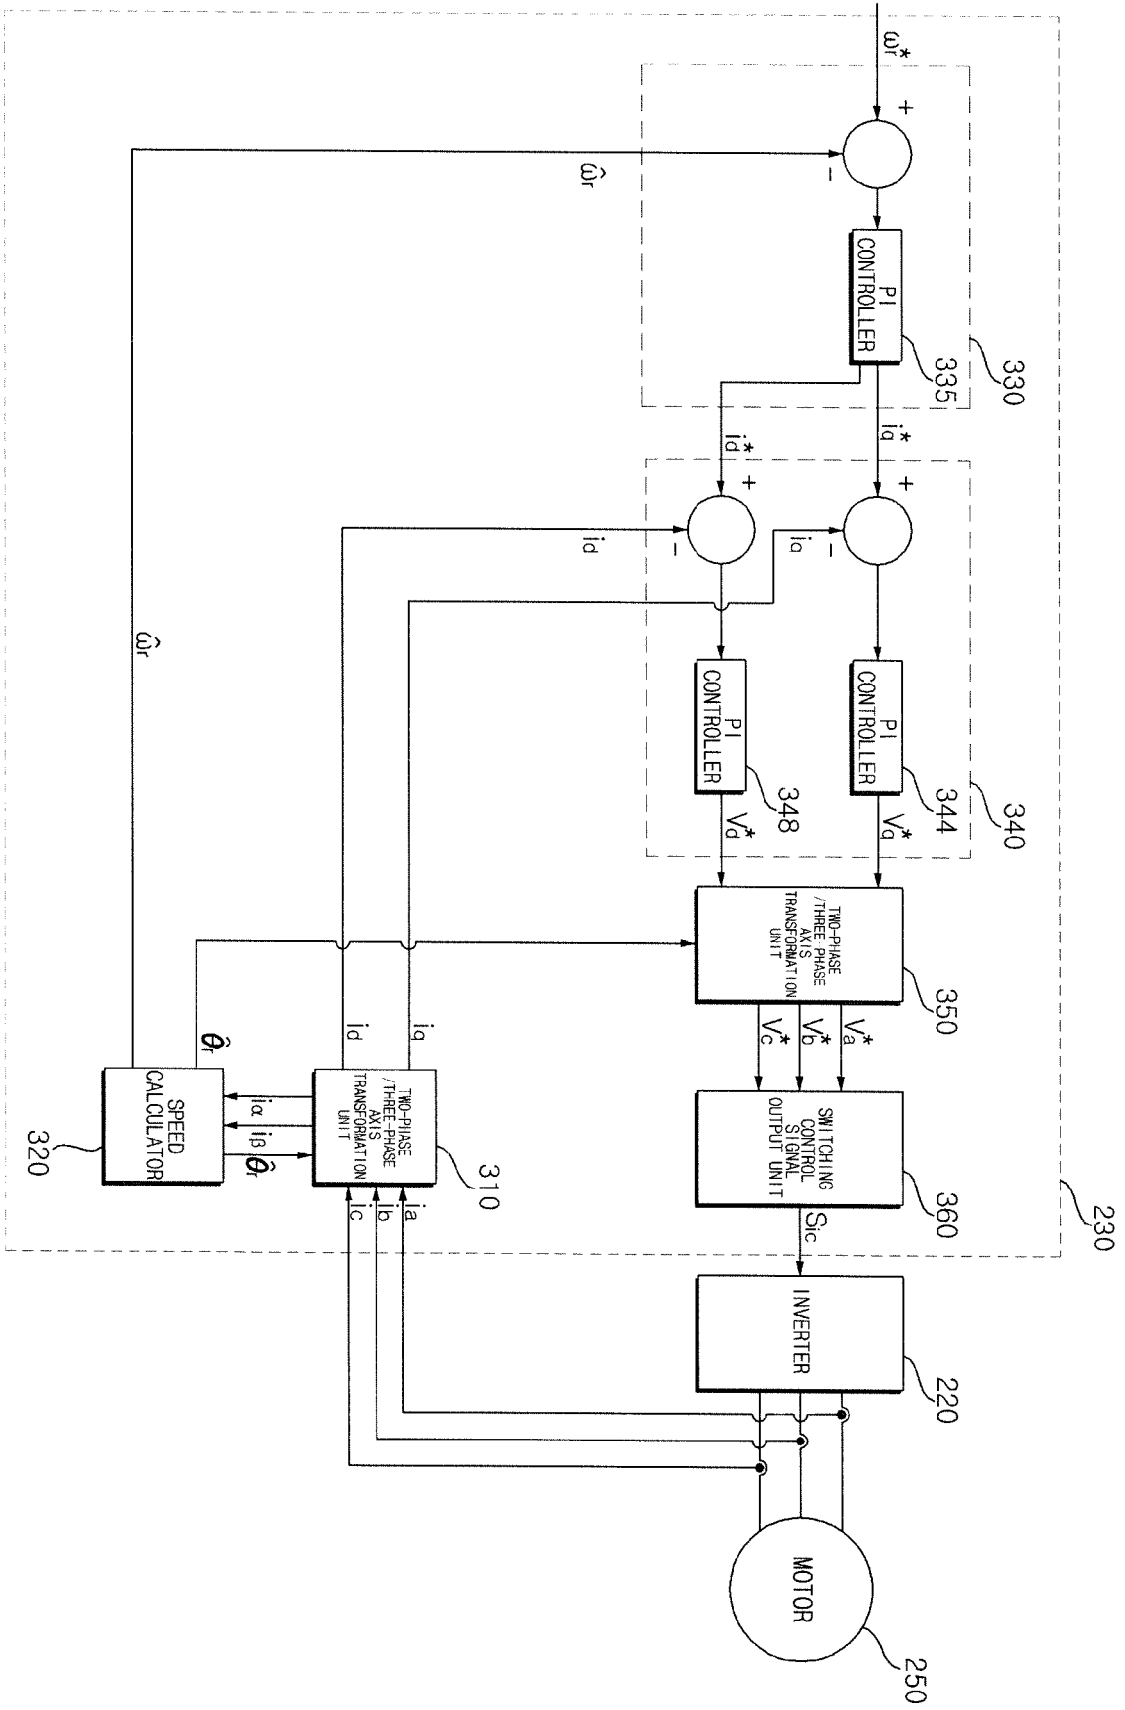 ωr*
+
-
PI
CONTROLLER
335
330
iq*
id*
+
-
iq
+
-
id
PI
CONTROLLER
344
340
PI
CONTROLLER
348
Vq*
Vd*
TWO-PHASE
/THREE-PHASE
AXIS
TRANSFORMATION
UNIT
350
Va*
Vb*
Vc*
SWITCHING
CONTROL
SIGNAL
OUTPUT UNIT
360
230
Sic
INVERTER
220
MOTOR
250
ω̂r
ω̂r
θ̂r
id
iq
TWO-PHASE
/THREE-PHASE
AXIS
TRANSFORMATION
UNIT
310
ia
ib
ic
iα
iβ
θ̂r
SPEED
CALCULATOR
320